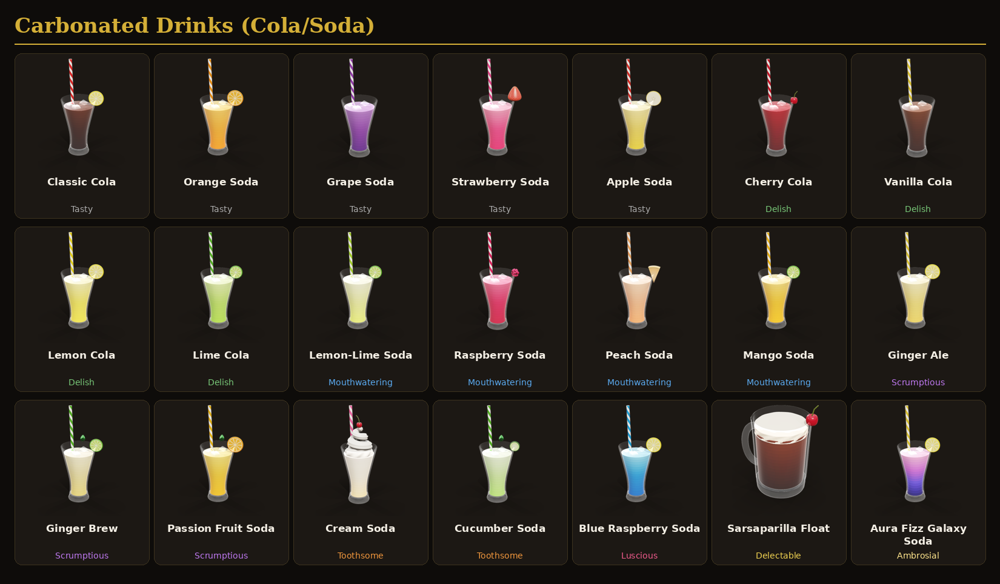 Carbonated Drinks (Cola/Soda)
Classic Cola
Tasty
Orange Soda
Tasty
Grape Soda
Tasty
Strawberry Soda
Tasty
Apple Soda
Tasty
Cherry Cola
Delish
Vanilla Cola
Delish
Lemon Cola
Delish
Lime Cola
Delish
Lemon-Lime Soda
Mouthwatering
Raspberry Soda
Mouthwatering
Peach Soda
Mouthwatering
Mango Soda
Mouthwatering
Ginger Ale
Scrumptious
Ginger Brew
Scrumptious
Passion Fruit Soda
Scrumptious
Cream Soda
Toothsome
Cucumber Soda
Toothsome
Blue Raspberry Soda
Luscious
Sarsaparilla Float
Delectable
Aura Fizz Galaxy
Soda
Ambrosial